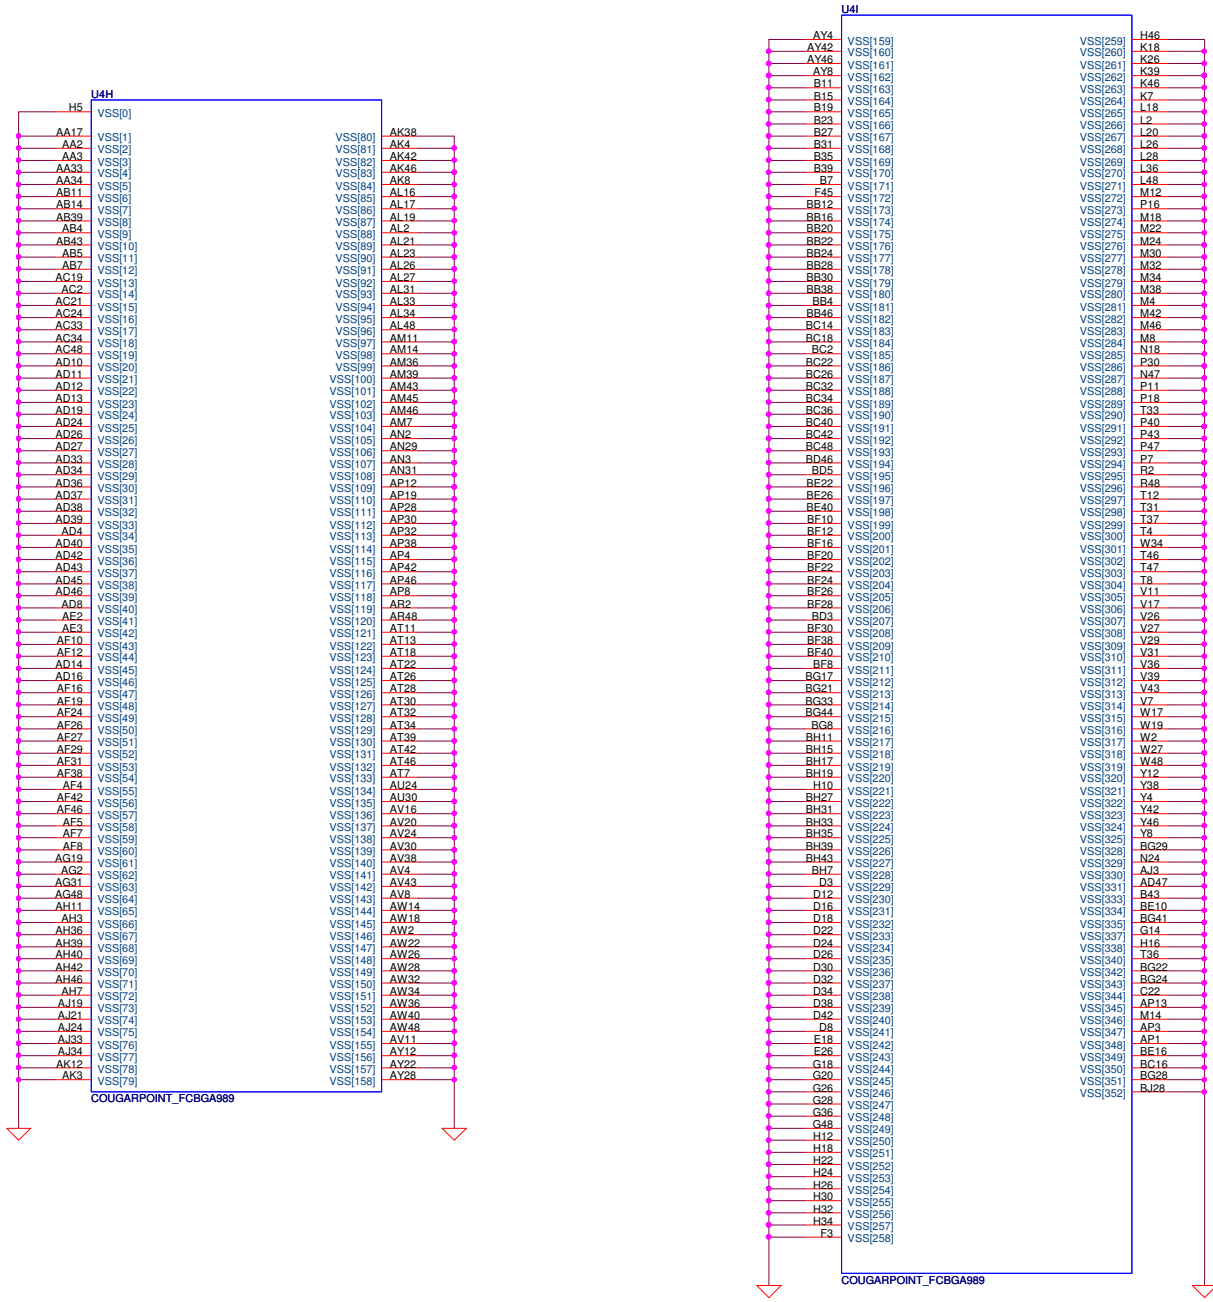 U4H
H5 VSS[0]
AA17 VSS[1]
AA2 VSS[2]
AA3 VSS[3]
AA33 VSS[4]
AA34 VSS[5]
AB11 VSS[6]
AB14 VSS[7]
AB39 VSS[8]
AB4 VSS[9]
AB43 VSS[10]
AB5 VSS[11]
AB7 VSS[12]
AC19 VSS[13]
AC2 VSS[14]
AC21 VSS[15]
AC24 VSS[16]
AC33 VSS[17]
AC34 VSS[18]
AC48 VSS[19]
AD10 VSS[20]
AD11 VSS[21]
AD12 VSS[22]
AD13 VSS[23]
AD19 VSS[24]
AD24 VSS[25]
AD26 VSS[26]
AD27 VSS[27]
AD33 VSS[28]
AD34 VSS[29]
AD36 VSS[30]
AD37 VSS[31]
AD38 VSS[32]
AD39 VSS[33]
AD4 VSS[34]
AD40 VSS[35]
AD42 VSS[36]
AD43 VSS[37]
AD45 VSS[38]
AD46 VSS[39]
AD8 VSS[40]
AE2 VSS[41]
AE3 VSS[42]
AF10 VSS[43]
AF12 VSS[44]
AD14 VSS[45]
AD16 VSS[46]
AF16 VSS[47]
AF19 VSS[48]
AF24 VSS[49]
AF26 VSS[50]
AF27 VSS[51]
AF29 VSS[52]
AF31 VSS[53]
AF38 VSS[54]
AF4 VSS[55]
AF42 VSS[56]
AF46 VSS[57]
AF5 VSS[58]
AF7 VSS[59]
AF8 VSS[60]
AG19 VSS[61]
AG2 VSS[62]
AG31 VSS[63]
AG48 VSS[64]
AH11 VSS[65]
AH3 VSS[66]
AH36 VSS[67]
AH39 VSS[68]
AH40 VSS[69]
AH42 VSS[70]
AH46 VSS[71]
AH7 VSS[72]
AJ19 VSS[73]
AJ21 VSS[74]
AJ24 VSS[75]
AJ33 VSS[76]
AJ34 VSS[77]
AK12 VSS[78]
AK3 VSS[79]
VSS[80] AK38
VSS[81] AK4
VSS[82] AK42
VSS[83] AK46
VSS[84] AK8
VSS[85] AL16
VSS[86] AL17
VSS[87] AL19
VSS[88] AL2
VSS[89] AL21
VSS[90] AL23
VSS[91] AL26
VSS[92] AL27
VSS[93] AL31
VSS[94] AL33
VSS[95] AL34
VSS[96] AL48
VSS[97] AM11
VSS[98] AM14
VSS[99] AM36
VSS[100] AM39
VSS[101] AM43
VSS[102] AM45
VSS[103] AM46
VSS[104] AM7
VSS[105] AN2
VSS[106] AN29
VSS[107] AN3
VSS[108] AN31
VSS[109] AP12
VSS[110] AP19
VSS[111] AP28
VSS[112] AP30
VSS[113] AP32
VSS[114] AP38
VSS[115] AP4
VSS[116] AP42
VSS[117] AP46
VSS[118] AP8
VSS[119] AR2
VSS[120] AR48
VSS[121] AT11
VSS[122] AT13
VSS[123] AT18
VSS[124] AT22
VSS[125] AT26
VSS[126] AT28
VSS[127] AT30
VSS[128] AT32
VSS[129] AT34
VSS[130] AT39
VSS[131] AT42
VSS[132] AT46
VSS[133] AT7
VSS[134] AU24
VSS[135] AU30
VSS[136] AV16
VSS[137] AV20
VSS[138] AV24
VSS[139] AV30
VSS[140] AV38
VSS[141] AV4
VSS[142] AV43
VSS[143] AV8
VSS[144] AW14
VSS[145] AW18
VSS[146] AW2
VSS[147] AW22
VSS[148] AW26
VSS[149] AW28
VSS[150] AW32
VSS[151] AW34
VSS[152] AW36
VSS[153] AW40
VSS[154] AW48
VSS[155] AV11
VSS[156] AY12
VSS[157] AY22
VSS[158] AY28
COUGARPOINT_FCBGA989
U4I
AY4 VSS[159]
AY42 VSS[160]
AY46 VSS[161]
AY8 VSS[162]
B11 VSS[163]
B15 VSS[164]
B19 VSS[165]
B23 VSS[166]
B27 VSS[167]
B31 VSS[168]
B35 VSS[169]
B39 VSS[170]
B7 VSS[171]
F45 VSS[172]
BB12 VSS[173]
BB16 VSS[174]
BB20 VSS[175]
BB22 VSS[176]
BB24 VSS[177]
BB28 VSS[178]
BB30 VSS[179]
BB38 VSS[180]
BB4 VSS[181]
BB46 VSS[182]
BC14 VSS[183]
BC18 VSS[184]
BC2 VSS[185]
BC22 VSS[186]
BC26 VSS[187]
BC32 VSS[188]
BC34 VSS[189]
BC36 VSS[190]
BC40 VSS[191]
BC42 VSS[192]
BC48 VSS[193]
BD46 VSS[194]
BD5 VSS[195]
BE22 VSS[196]
BE26 VSS[197]
BE40 VSS[198]
BF10 VSS[199]
BF12 VSS[200]
BF16 VSS[201]
BF20 VSS[202]
BF22 VSS[203]
BF24 VSS[204]
BF26 VSS[205]
BF28 VSS[206]
BD3 VSS[207]
BF30 VSS[208]
BF38 VSS[209]
BF40 VSS[210]
BF8 VSS[211]
BG17 VSS[212]
BG21 VSS[213]
BG33 VSS[214]
BG44 VSS[215]
BG8 VSS[216]
BH11 VSS[217]
BH15 VSS[218]
BH17 VSS[219]
BH19 VSS[220]
H10 VSS[221]
BH27 VSS[222]
BH31 VSS[223]
BH33 VSS[224]
BH35 VSS[225]
BH39 VSS[226]
BH43 VSS[227]
BH7 VSS[228]
D3 VSS[229]
D12 VSS[230]
D16 VSS[231]
D18 VSS[232]
D22 VSS[233]
D24 VSS[234]
D26 VSS[235]
D30 VSS[236]
D32 VSS[237]
D34 VSS[238]
D38 VSS[239]
D42 VSS[240]
D8 VSS[241]
E18 VSS[242]
E26 VSS[243]
G18 VSS[244]
G20 VSS[245]
G26 VSS[246]
G28 VSS[247]
G36 VSS[248]
G48 VSS[249]
H12 VSS[250]
H18 VSS[251]
H22 VSS[252]
H24 VSS[253]
H26 VSS[254]
H30 VSS[255]
H32 VSS[256]
H34 VSS[257]
F3 VSS[258]
VSS[259] H46
VSS[260] K18
VSS[261] K26
VSS[262] K39
VSS[263] K46
VSS[264] K7
VSS[265] L18
VSS[266] L2
VSS[267] L20
VSS[268] L26
VSS[269] L28
VSS[270] L36
VSS[271] L48
VSS[272] M12
VSS[273] P16
VSS[274] M18
VSS[275] M22
VSS[276] M24
VSS[277] M30
VSS[278] M32
VSS[279] M34
VSS[280] M38
VSS[281] M4
VSS[282] M42
VSS[283] M46
VSS[284] M8
VSS[285] N18
VSS[286] P30
VSS[287] N47
VSS[288] P11
VSS[289] P18
VSS[290] T33
VSS[291] P40
VSS[292] P43
VSS[293] P47
VSS[294] P7
VSS[295] R2
VSS[296] R48
VSS[297] T12
VSS[298] T31
VSS[299] T37
VSS[300] T4
VSS[301] W34
VSS[302] T46
VSS[303] T47
VSS[304] T8
VSS[305] V11
VSS[306] V17
VSS[307] V26
VSS[308] V27
VSS[309] V29
VSS[310] V31
VSS[311] V36
VSS[312] V39
VSS[313] V43
VSS[314] V7
VSS[315] W17
VSS[316] W19
VSS[317] W2
VSS[318] W27
VSS[319] W48
VSS[320] Y12
VSS[321] Y38
VSS[322] Y4
VSS[323] Y42
VSS[324] Y46
VSS[325] Y8
VSS[328] BG29
VSS[329] N24
VSS[330] AJ3
VSS[331] AD47
VSS[333] B43
VSS[334] BE10
VSS[335] BG41
VSS[337] G14
VSS[338] H16
VSS[340] T36
VSS[342] BG22
VSS[343] BG24
VSS[344] C22
VSS[345] AP13
VSS[346] M14
VSS[347] AP3
VSS[348] AP1
VSS[349] BE16
VSS[350] BC16
VSS[351] BG28
VSS[352] BJ28
COUGARPOINT_FCBGA989